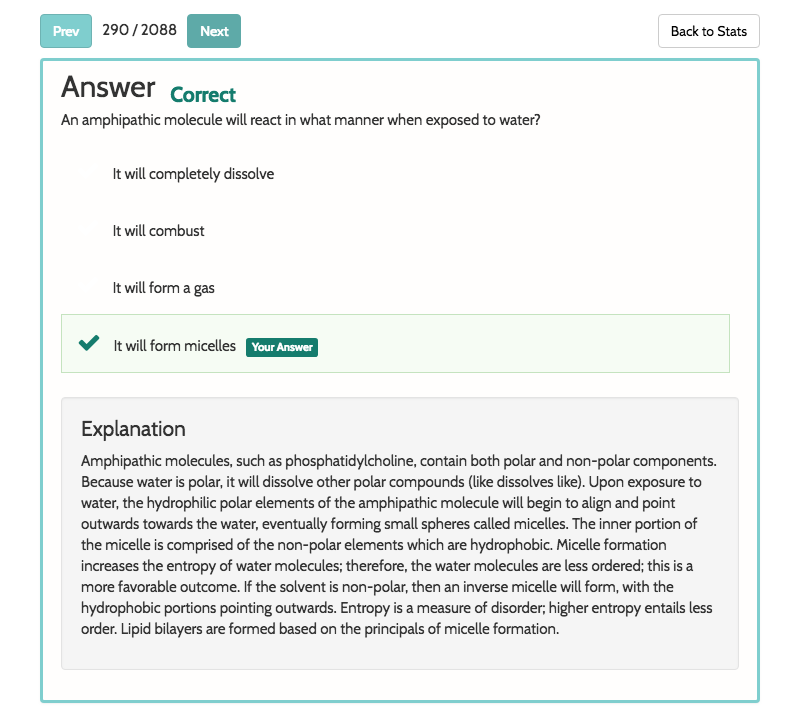 Prev 290 / 2088 Next Back to Stats
Answer Correct
An amphipathic molecule will react in what manner when exposed to water?
It will completely dissolve
It will combust
It will form a gas
It will form micelles Your Answer
Explanation
Amphipathic molecules, such as phosphatidylcholine, contain both polar and non-polar components.
Because water is polar, it will dissolve other polar compounds (like dissolves like). Upon exposure to
water, the hydrophilic polar elements of the amphipathic molecule will begin to align and point
outwards towards the water, eventually forming small spheres called micelles. The inner portion of
the micelle is comprised of the non-polar elements which are hydrophobic. Micelle formation
increases the entropy of water molecules; therefore, the water molecules are less ordered; this is a
more favorable outcome. If the solvent is non-polar, then an inverse micelle will form, with the
hydrophobic portions pointing outwards. Entropy is a measure of disorder; higher entropy entails less
order. Lipid bilayers are formed based on the principals of micelle formation.